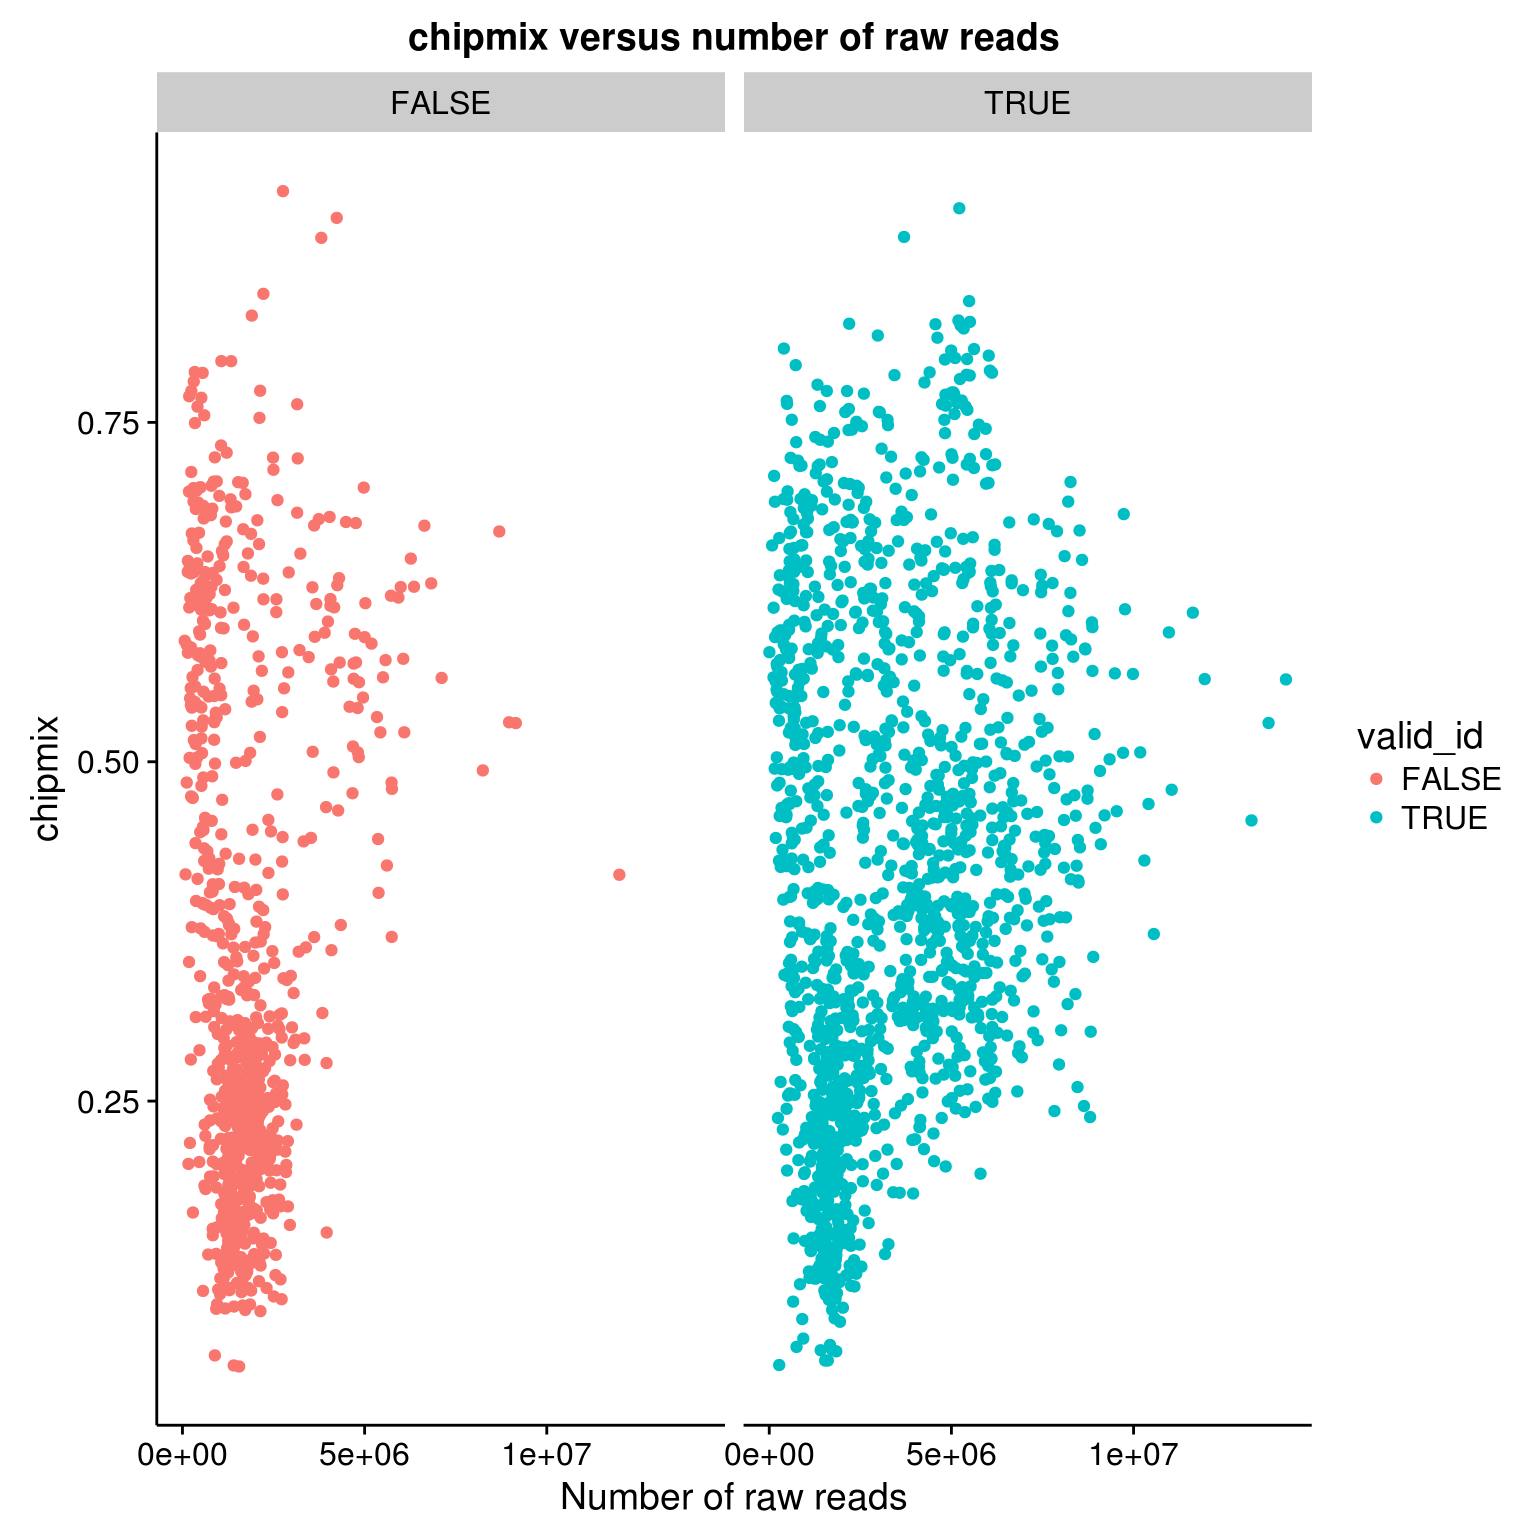 chipmix versus number of raw reads
FALSE TRUE
0.75
0.50
0.25
chipmix
0e+00 5e+06 1e+07 0e+00 5e+06 1e+07
Number of raw reads
valid_id
FALSE
TRUE